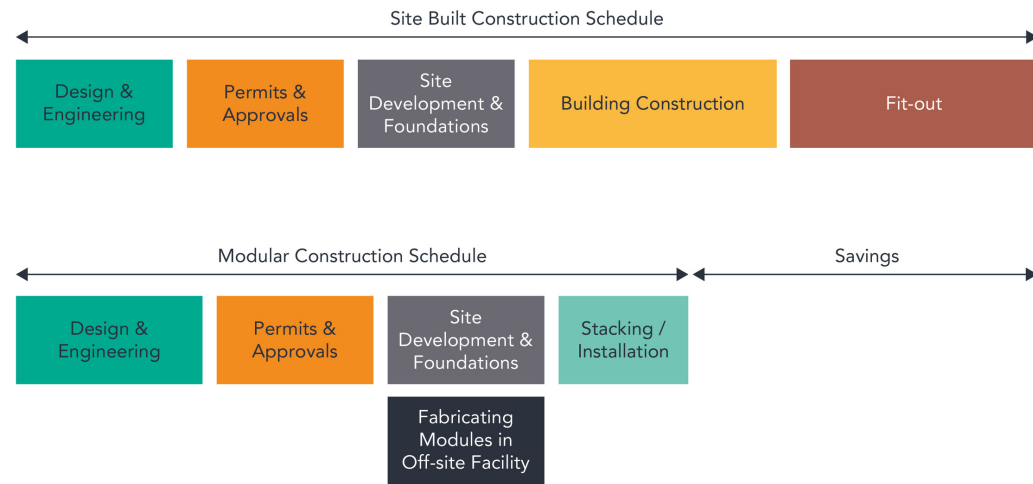 Site Built Construction Schedule
Design &
Engineering
Permits &
Approvals
Site
Development &
Foundations
Building Construction
Fit-out
Modular Construction Schedule
Savings
Design &
Engineering
Permits &
Approvals
Site
Development &
Foundations
Stacking /
Installation
Fabricating
Modules in
Off-site Facility